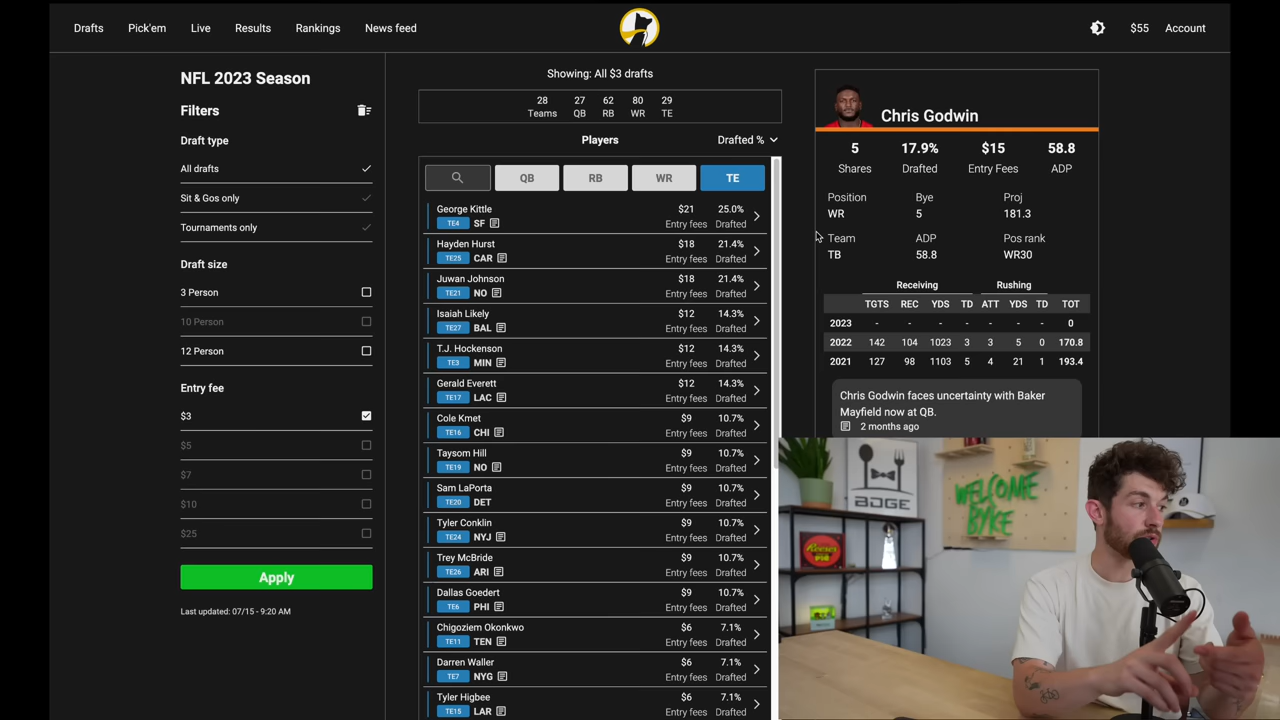 Drafts Pick'em Live Results Rankings News feed $55 Account
NFL 2023 Season
Filters
Draft type
All drafts
Sit & Gos only
Tournaments only
Draft size
3 Person
10 Person
12 Person
Entry fee
$3
$5
$7
$10
$25
Apply
Last updated: 07/15 - 9:20 AM
Showing: All $3 drafts
28 27 62 80 29
Teams QB RB WR TE
Players Drafted %
QB RB WR TE
George Kittle $21 25.0%
TE4 SF Entry fees Drafted
Hayden Hurst $18 21.4%
TE25 CAR Entry fees Drafted
Juwan Johnson $18 21.4%
TE21 NO Entry fees Drafted
Isaiah Likely $12 14.3%
TE27 BAL Entry fees Drafted
T.J. Hockenson $12 14.3%
TE3 MIN Entry fees Drafted
Gerald Everett $12 14.3%
TE17 LAC Entry fees Drafted
Cole Kmet $9 10.7%
TE16 CHI Entry fees Drafted
Taysom Hill $9 10.7%
TE19 NO Entry fees Drafted
Sam LaPorta $9 10.7%
TE20 DET Entry fees Drafted
Tyler Conklin $9 10.7%
TE24 NYJ Entry fees Drafted
Trey McBride $9 10.7%
TE26 ARI Entry fees Drafted
Dallas Goedert $9 10.7%
TE6 PHI Entry fees Drafted
Chigoziem Okonkwo $6 7.1%
TE11 TEN Entry fees Drafted
Darren Waller $6 7.1%
TE7 NYG Entry fees Drafted
Tyler Higbee $6 7.1%
TE15 LAR Entry fees Drafted
Chris Godwin
5 17.9% $15 58.8
Shares Drafted Entry Fees ADP
Position Bye Proj
WR 5 181.3
Team ADP Pos rank
TB 58.8 WR30
Receiving Rushing
TGTS REC YDS TD ATT YDS TD TOT
2023 - - - - - - - 0
2022 142 104 1023 3 3 5 0 170.8
2021 127 98 1103 5 4 21 1 193.4
Chris Godwin faces uncertainty with Baker
Mayfield now at QB.
2 months ago
BDGE
WELCOME
BYKE
REESE'S